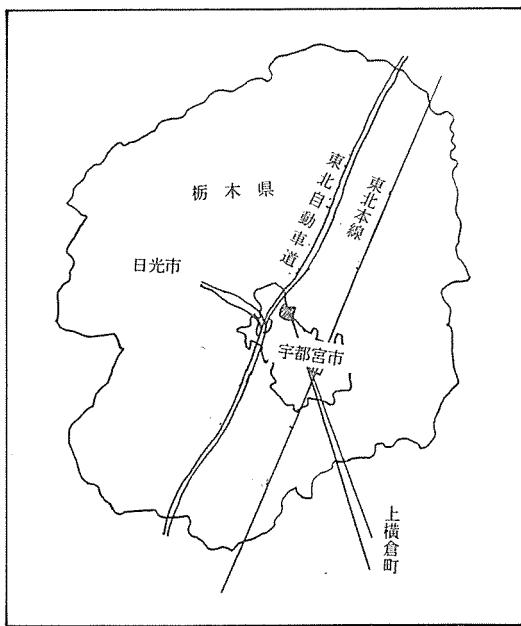 栃木県
東北自動車道
東北本線
日光市
宇都宮市
上横倉町